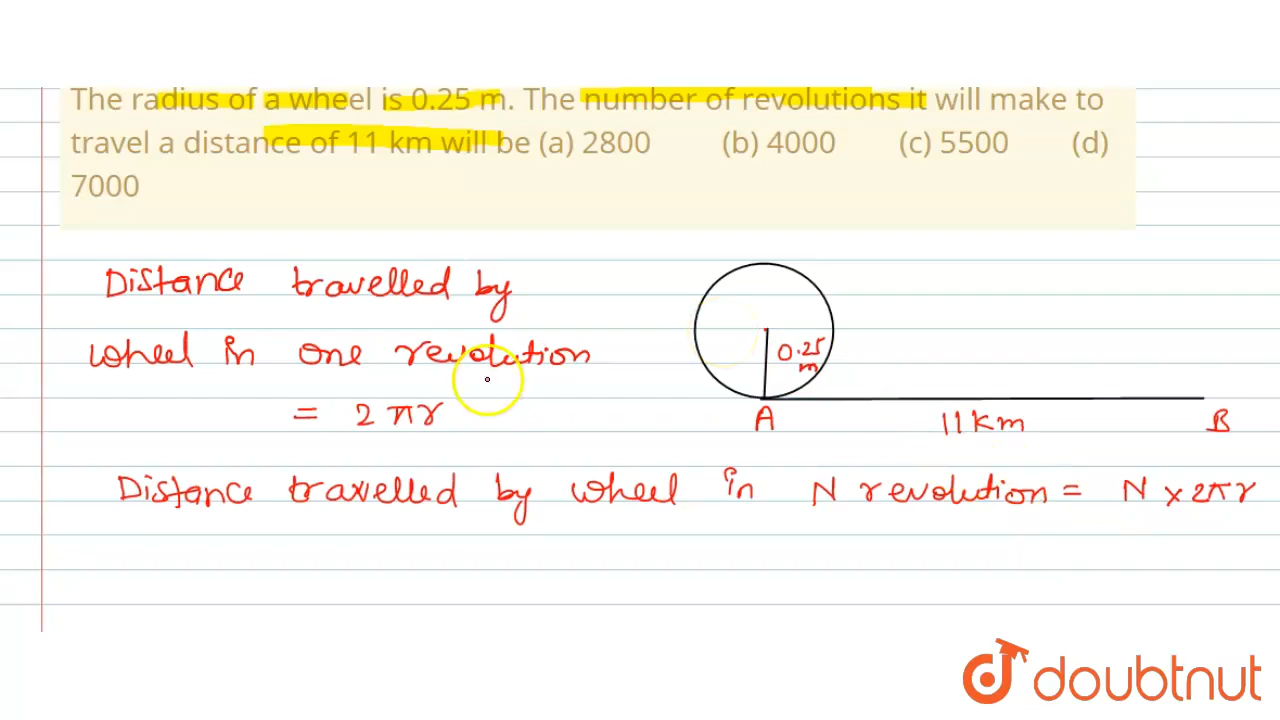 The radius of a wheel is 0.25 m. The number of revolutions it will make to
travel a distance of 11 km will be (a) 2800 (b) 4000 (c) 5500 (d)
7000
Distance travelled by
wheel in one revolution
= 2πr
0.25
m
A 11 Km B
Distance travelled by wheel in N revolution = N × 2πr
doubtnut